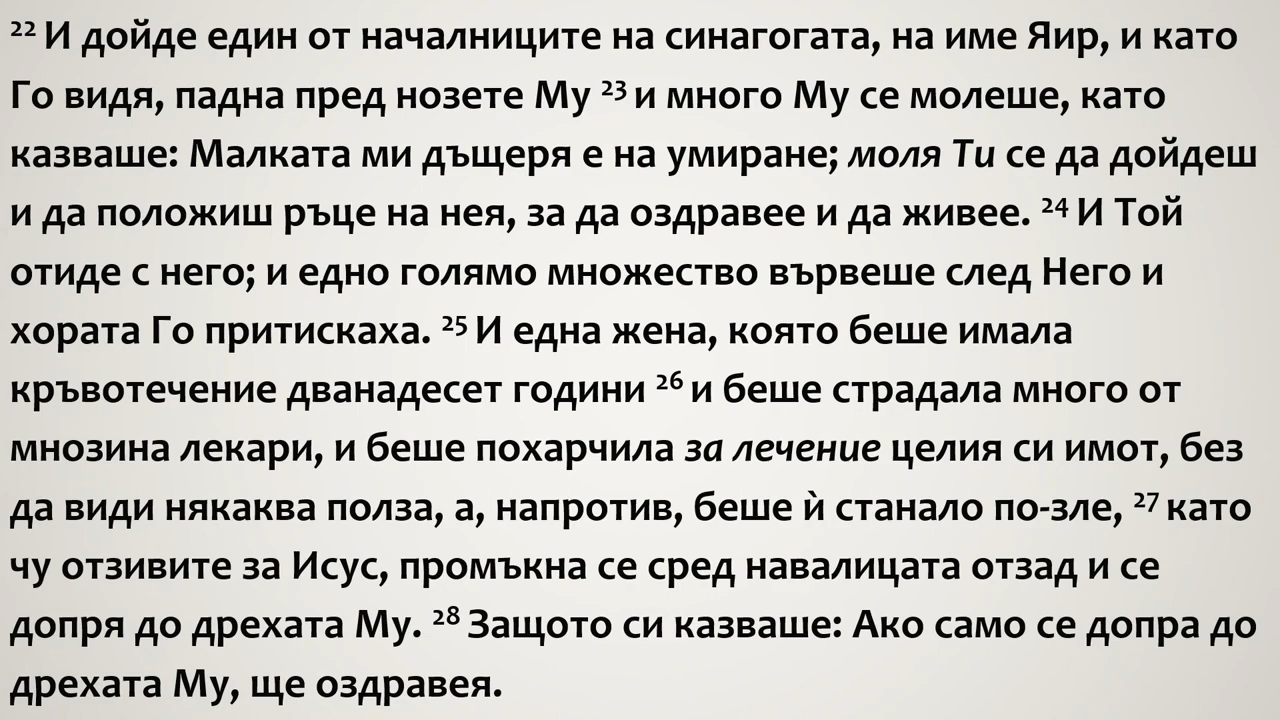 ²² И дойде един от началниците на синагогата, на име Яир, и като
Го видя, падна пред нозете Му ²³ и много Му се молеше, като
казваше: Малката ми дъщеря е на умиране; моля Ти се да дойдеш
и да положиш ръце на нея, за да оздравее и да живее. ²⁴ И Той
отиде с него; и едно голямо множество вървеше след Него и
хората Го притискаха. ²⁵ И една жена, която беше имала
кръвотечение дванадесет години ²⁶ и беше страдала много от
мнозина лекари, и беше похарчила за лечение целия си имот, без
да види някаква полза, а, напротив, беше ѝ станало по-зле, ²⁷ като
чу отзивите за Исус, промъкна се сред навалицата отзад и се
допря до дрехата Му. ²⁸ Защото си казваше: Ако само се допра до
дрехата Му, ще оздравея.